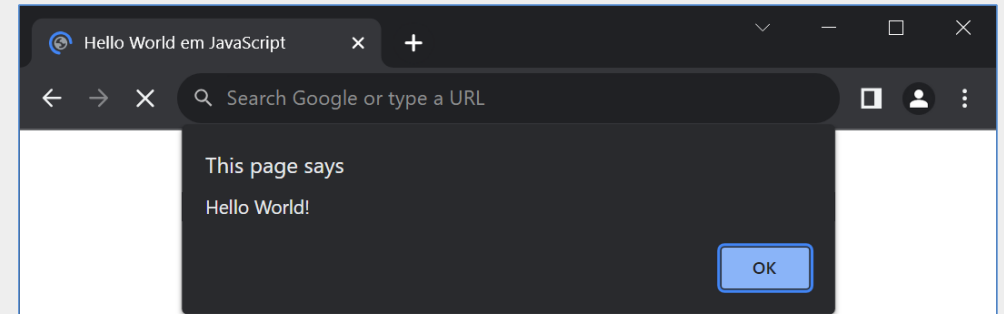 Hello World em JavaScript
Search Google or type a URL
This page says
Hello World!
OK